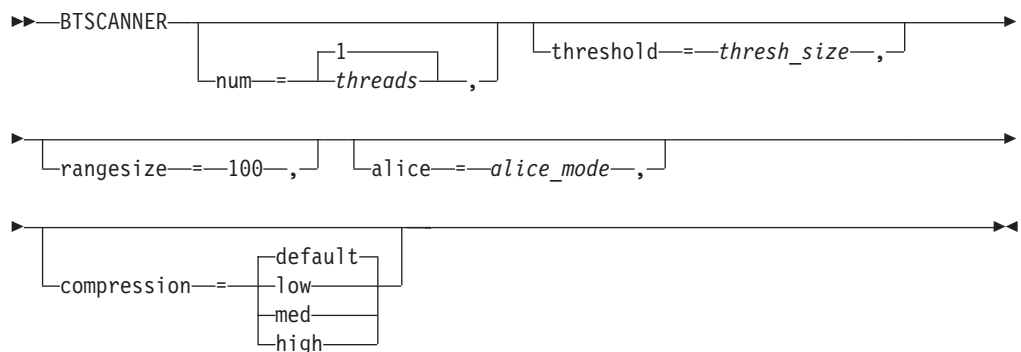 BTSCANNER
1
num = threads ,
threshold = thresh_size ,
rangesize = 100 ,
alice = alice_mode ,
compression =
default
low
med
high